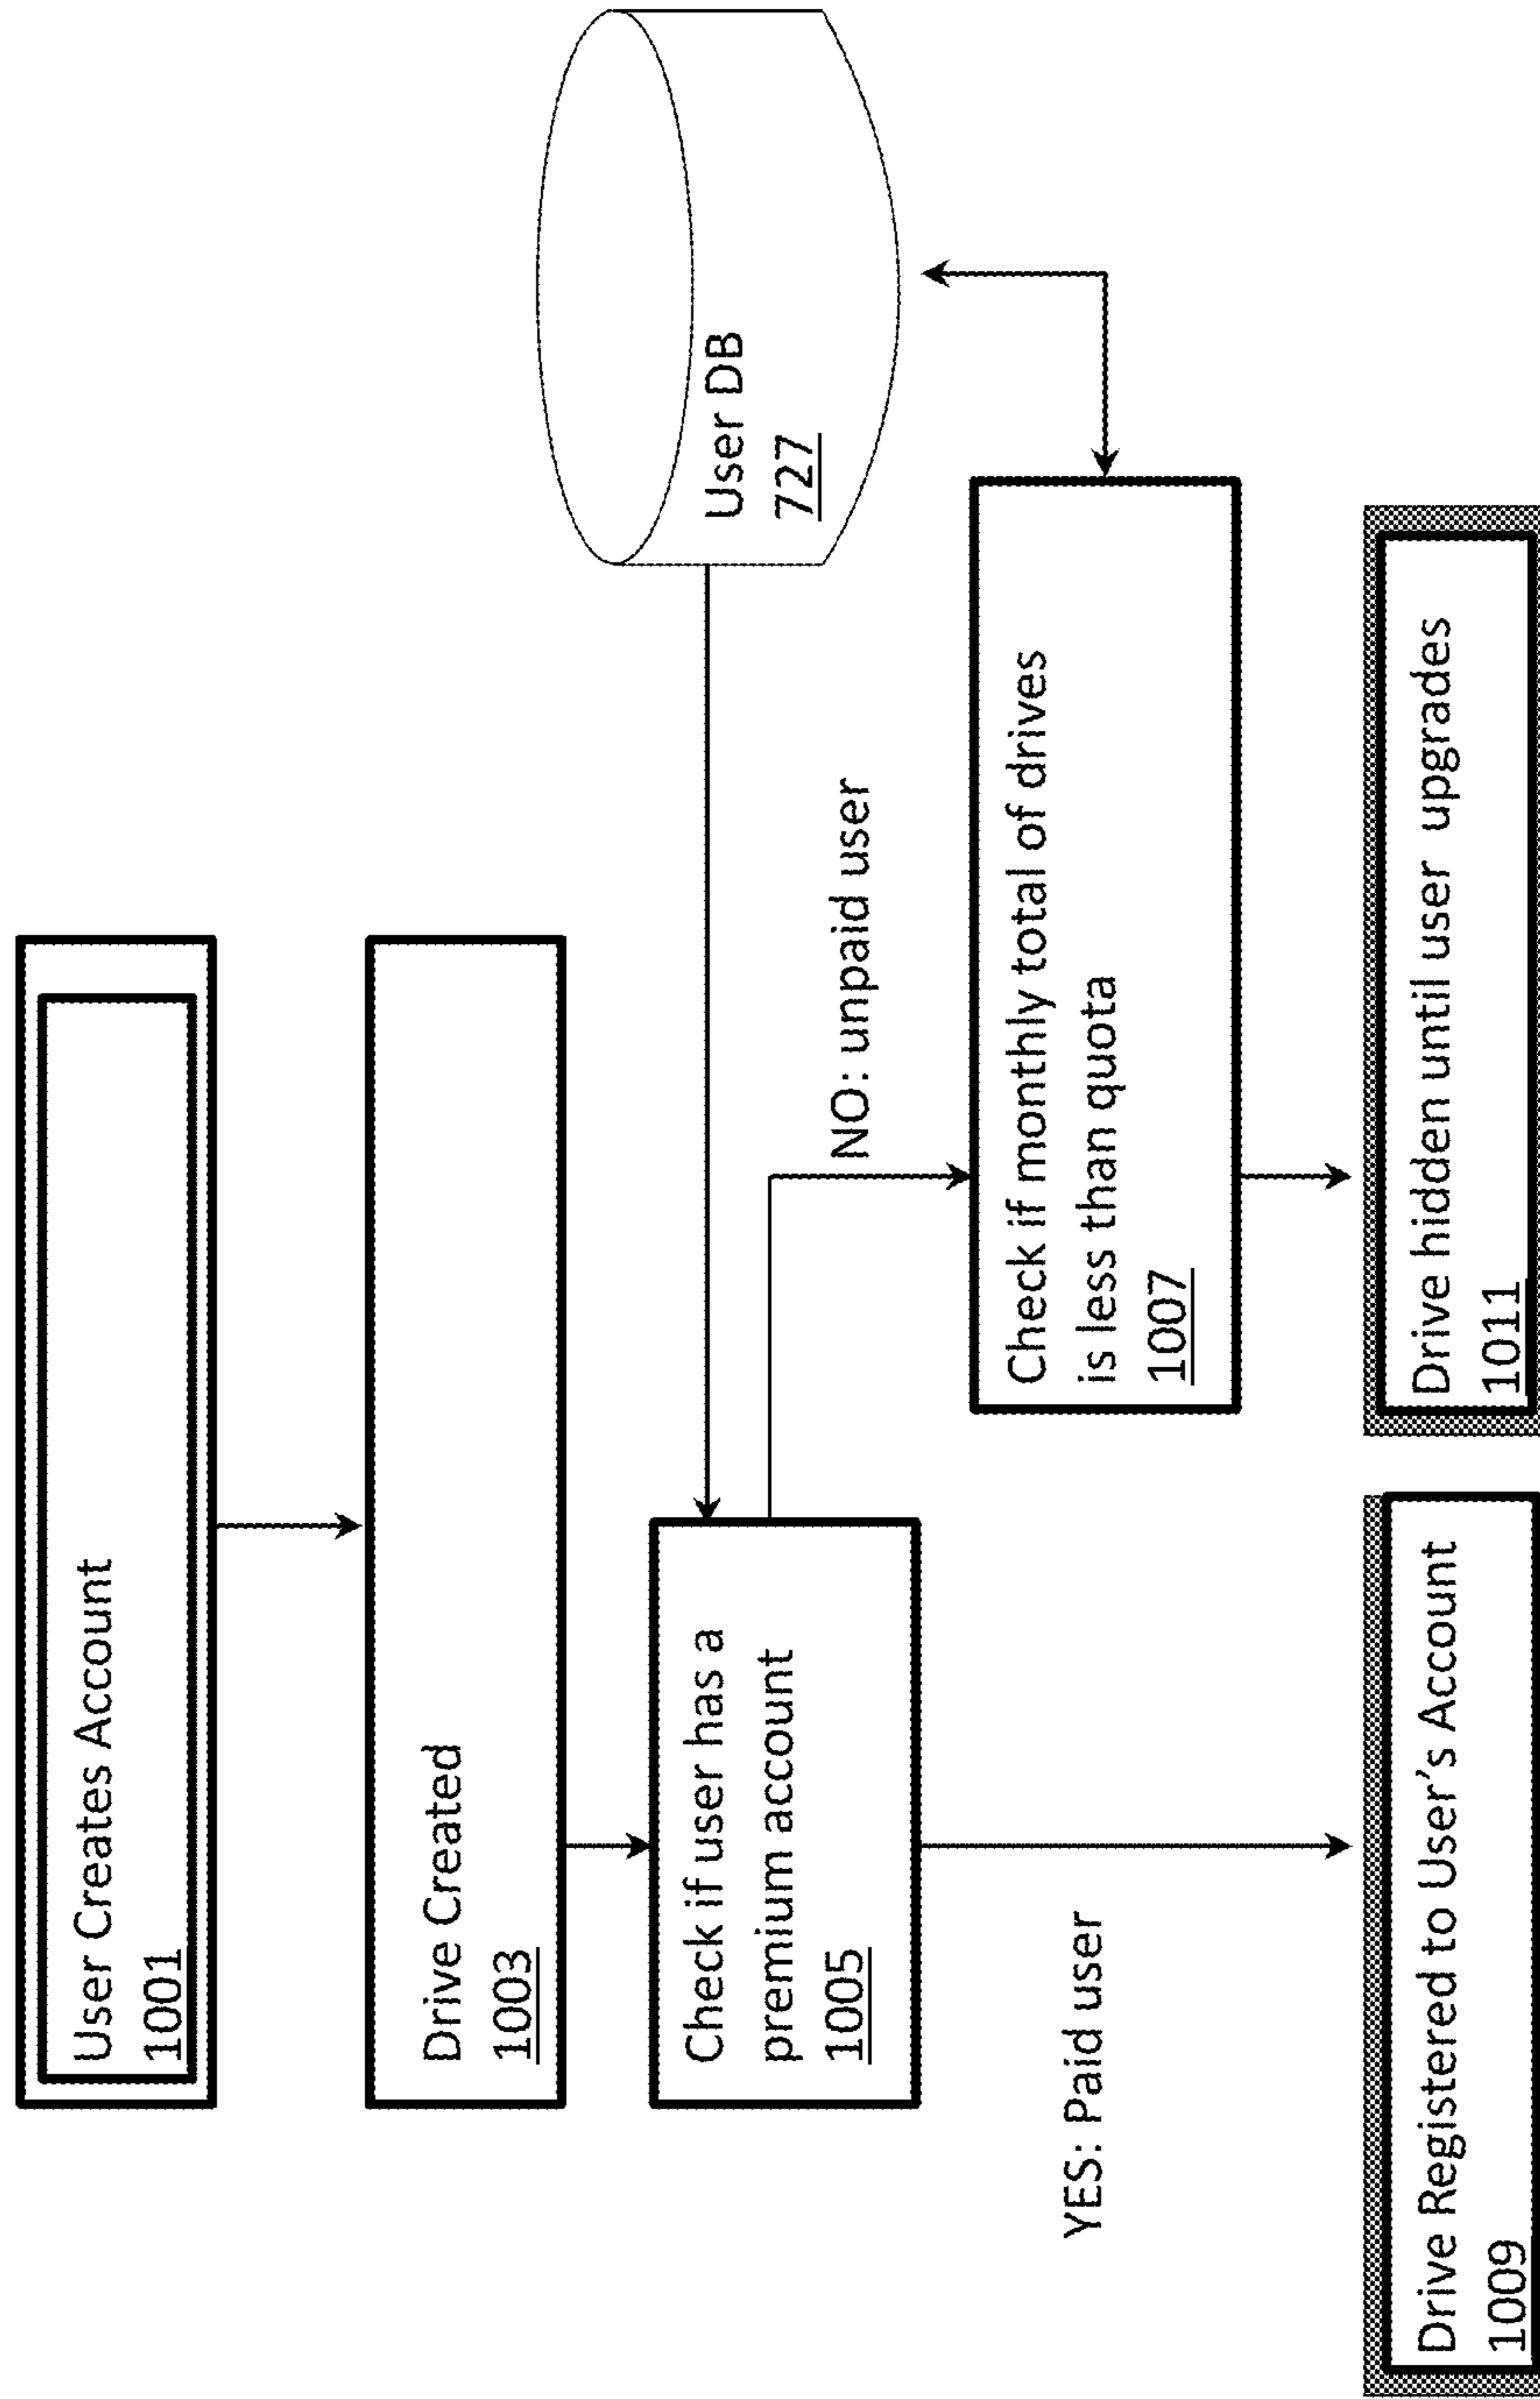 User Creates Account
1001
Drive Created
1003
Check if user has a
premium account
1005
User DB
727
NO: unpaid user
YES: Paid user
Check if monthly total of drives
is less than quota
1007
Drive Registered to User’s Account
1009
Drive hidden until user upgrades
1011